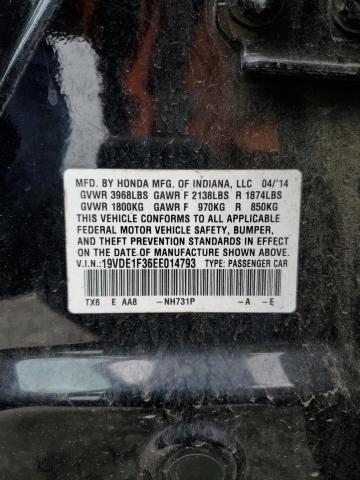 MFD. BY HONDA MFG. OF INDIANA, LLC 04/'14
GVWR 3968LBS GAWR F 2138LBS R 1874LBS
GVWR 1800KG GAWR F 970KG R 850KG
THIS VEHICLE CONFORMS TO ALL APPLICABLE
FEDERAL MOTOR VEHICLE SAFETY, BUMPER,
AND THEFT PREVENTION STANDARDS IN EFFECT
ON THE DATE OF MANUFACTURE SHOWN ABOVE.
V.I.N.: 19VDE1F36EE014793 TYPE: PASSENGER CAR
TX6 E AA8 -NH731P -A -E